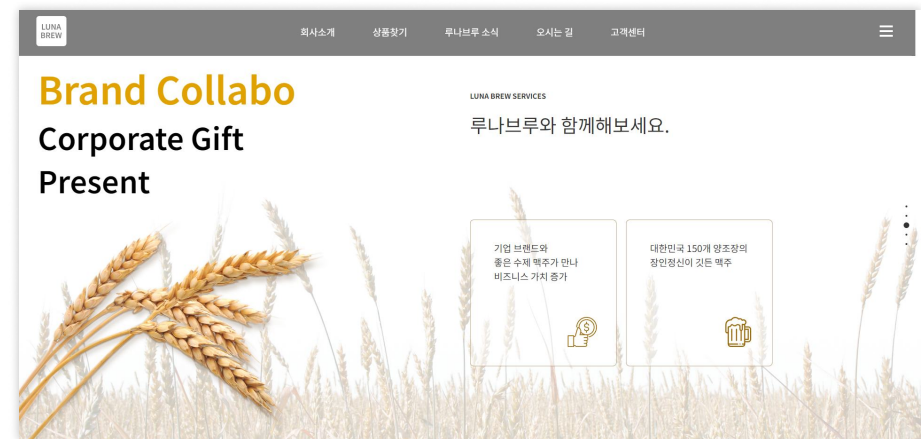 LUNA
BREW
회사소개 상품찾기 루나브루 소식 오시는 길 고객센터
Brand Collabo
Corporate Gift
Present
LUNA BREW SERVICES
루나브루와 함께해보세요.
기업 브랜드와
좋은 수제 맥주가 만나
비즈니스 가치 증가
대한민국 150개 양조장의
장인정신이 깃든 맥주